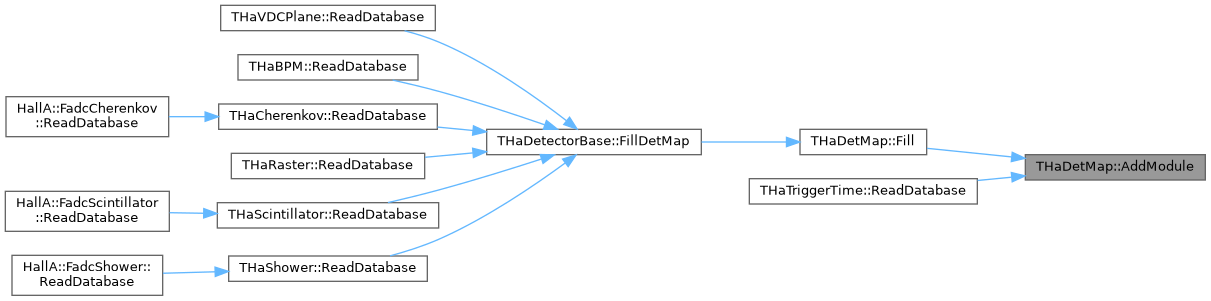 THaVDCPlane::ReadDatabase
THaBPM::ReadDatabase
HallA::FadcCherenkov
::ReadDatabase
THaCherenkov::ReadDatabase
THaDetectorBase::FillDetMap
THaDetMap::Fill
THaRaster::ReadDatabase
THaDetMap::AddModule
THaTriggerTime::ReadDatabase
HallA::FadcScintillator
::ReadDatabase
THaScintillator::ReadDatabase
HallA::FadcShower::
ReadDatabase
THaShower::ReadDatabase